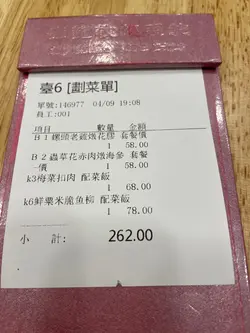 臺6 [劃菜單]
單號:146977 04/09 19:08
員工:001
項目 數量 金額
B 1 螺頭老雞燉花膠 套餐
1 58.00
B 2 蟲草花赤肉燉海參 套餐
-價 1 58.00
k3梅菜扣肉 配菜飯
1 68.00
k6鮮粟米脆魚柳 配菜飯
1 78.00
小 計: 262.00